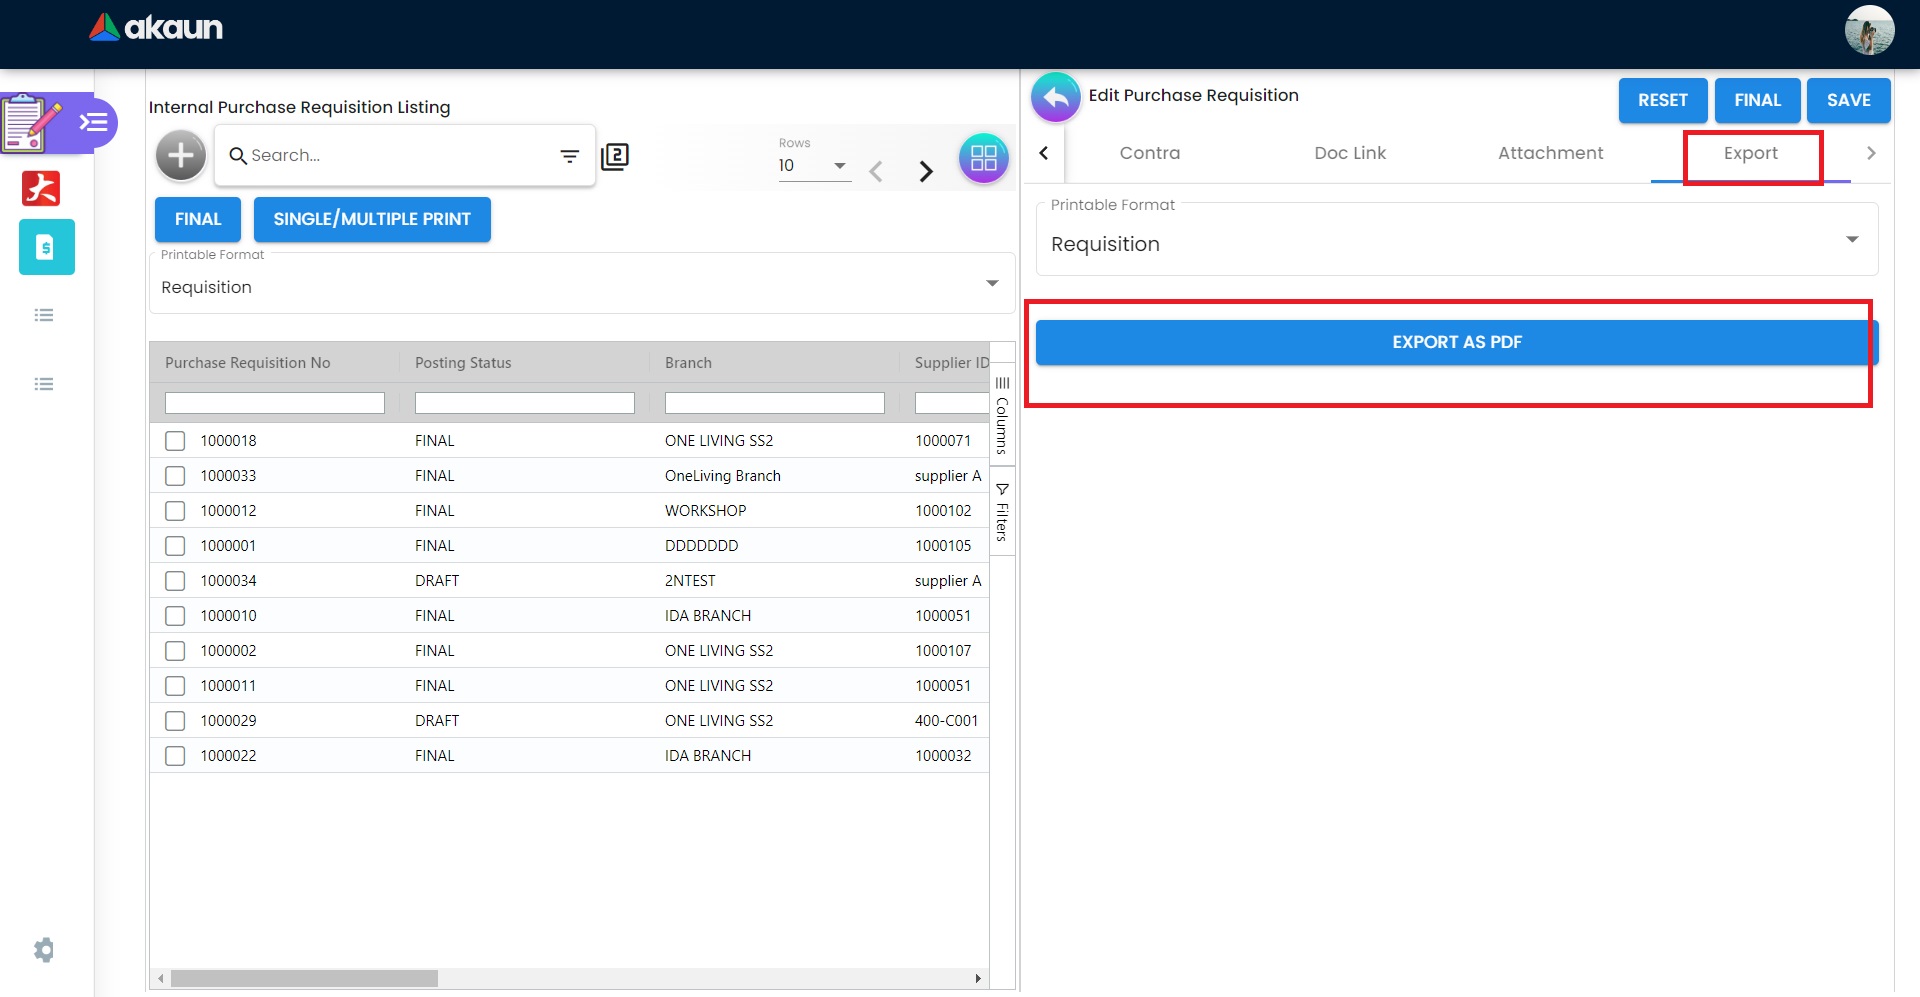 akaun
Internal Purchase Requisition Listing
Search...
2
Rows
10
FINAL
SINGLE/MULTIPLE PRINT
Printable Format
Requisition
Purchase Requisition No Posting Status Branch Supplier ID
1000018 FINAL ONE LIVING SS2 1000071
1000033 FINAL OneLiving Branch supplier A
1000012 FINAL WORKSHOP 1000102
1000001 FINAL DDDDDDD 1000105
1000034 DRAFT 2NTEST supplier A
1000010 FINAL IDA BRANCH 1000051
1000002 FINAL ONE LIVING SS2 1000107
1000011 FINAL ONE LIVING SS2 1000051
1000029 DRAFT ONE LIVING SS2 400-C001
1000022 FINAL IDA BRANCH 1000032
Columns
Filters
Edit Purchase Requisition
RESET
FINAL
SAVE
Contra Doc Link Attachment Export
Printable Format
Requisition
EXPORT AS PDF